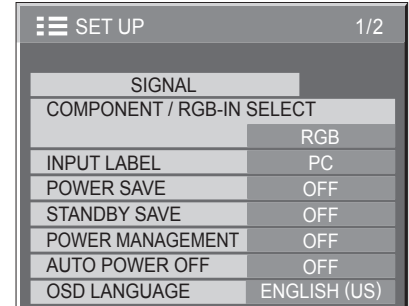 SET UP 1/2
SIGNAL
COMPONENT / RGB-IN SELECT
RGB
INPUT LABEL PC
POWER SAVE OFF
STANDBY SAVE OFF
POWER MANAGEMENT OFF
AUTO POWER OFF OFF
OSD LANGUAGE ENGLISH (US)